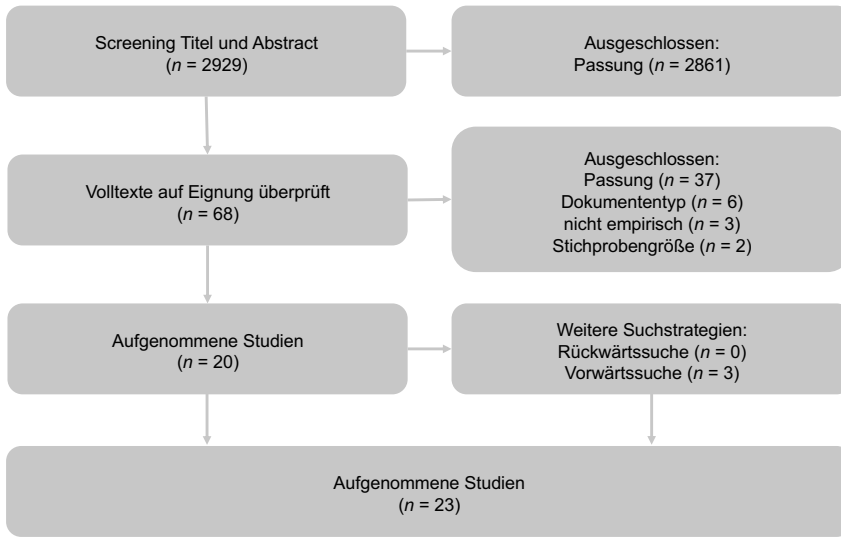 Screening Titel und Abstract
(n = 2929)
Ausgeschlossen:
Passung (n = 2861)
Volltexte auf Eignung überprüft
(n = 68)
Ausgeschlossen:
Passung (n = 37)
Dokumententyp (n = 6)
nicht empirisch (n = 3)
Stichprobengröße (n = 2)
Aufgenommene Studien
(n = 20)
Weitere Suchstrategien:
Rückwärtssuche (n = 0)
Vorwärtssuche (n = 3)
Aufgenommene Studien
(n = 23)